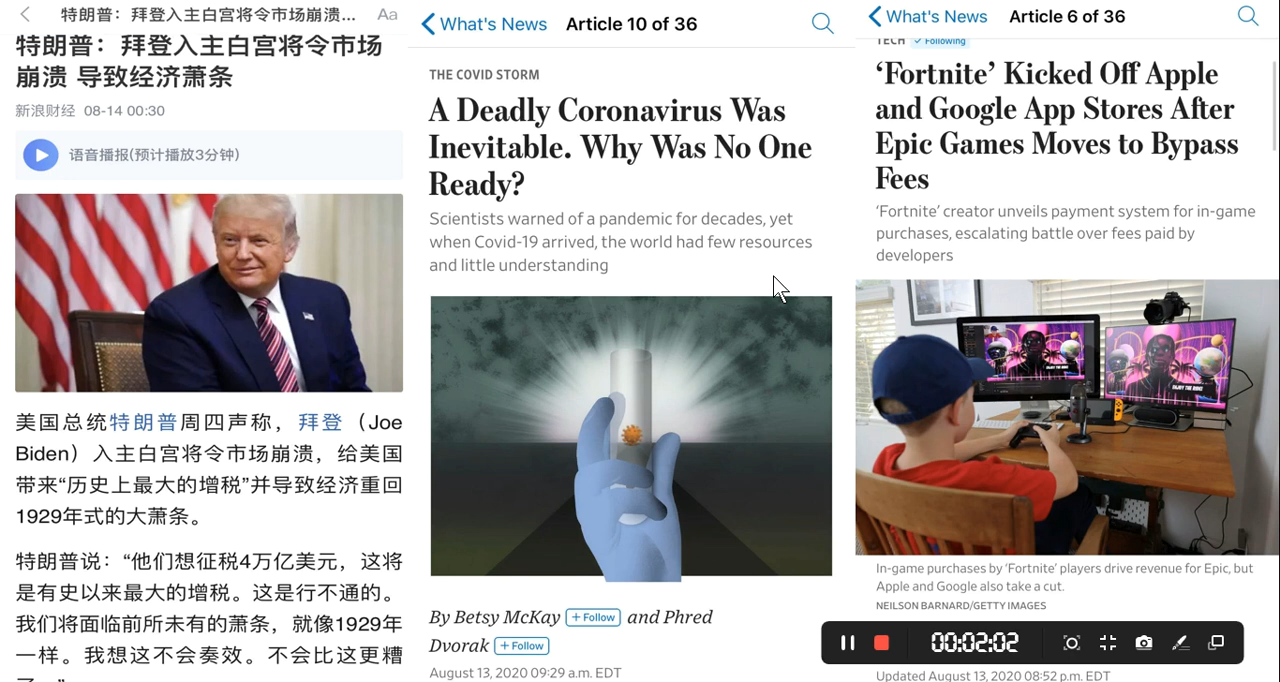 特朗普：拜登入主白宫将令市场崩溃...
Aa
特朗普：拜登入主白宫将令市场
崩溃 导致经济萧条
新浪财经 08-14 00:30
语音播报(预计播放3分钟)
美国总统特朗普周四声称，拜登（Joe
Biden）入主白宫将令市场崩溃，给美国
带来“历史上最大的增税”并导致经济重回
1929年式的大萧条。
特朗普说：“他们想征税4万亿美元，这将
是有史以来最大的增税。这是行不通的。
我们将面临前所未有的萧条，就像1929年
一样。我想这不会奏效。不会比这更糟
What's News
Article 10 of 36
THE COVID STORM
A Deadly Coronavirus Was
Inevitable. Why Was No One
Ready?
Scientists warned of a pandemic for decades, yet
when Covid-19 arrived, the world had few resources
and little understanding
By Betsy McKay + Follow and Phred
Dvorak + Follow
August 13, 2020 09:29 a.m. EDT
What's News
Article 6 of 36
TECH ✓ Following
‘Fortnite’ Kicked Off Apple
and Google App Stores After
Epic Games Moves to Bypass
Fees
‘Fortnite’ creator unveils payment system for in-game
purchases, escalating battle over fees paid by
developers
In-game purchases by ‘Fortnite’ players drive revenue for Epic, but
Apple and Google also take a cut.
NEILSON BARNARD/GETTY IMAGES
00:02:02
Updated August 13, 2020 08:52 p.m. EDT